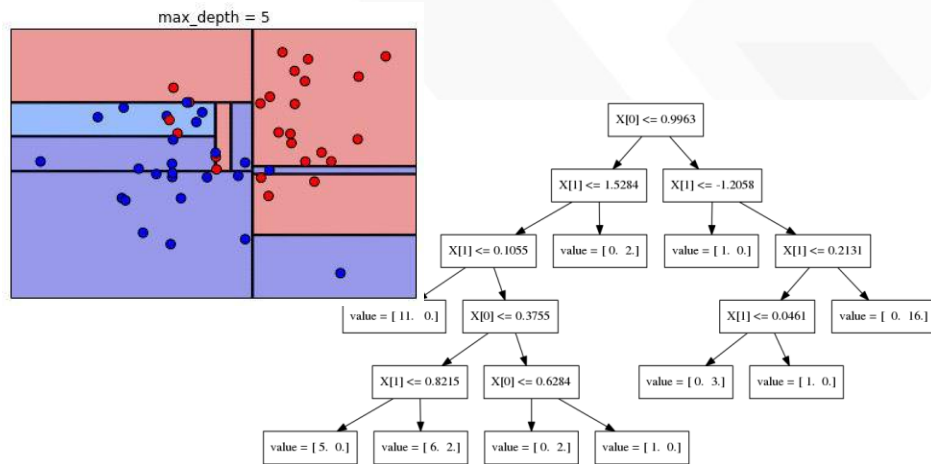 max_depth = 5
X[0] <= 0.9963
X[1] <= 1.5284
X[1] <= -1.2058
X[1] <= 0.1055
value = [ 0. 2.]
value = [ 1. 0.]
X[1] <= 0.2131
value = [ 11. 0.]
X[0] <= 0.3755
X[1] <= 0.0461
value = [ 0. 16.]
X[1] <= 0.8215
X[0] <= 0.6284
value = [ 0. 3.]
value = [ 1. 0.]
value = [ 5. 0.]
value = [ 6. 2.]
value = [ 0. 2.]
value = [ 1. 0.]